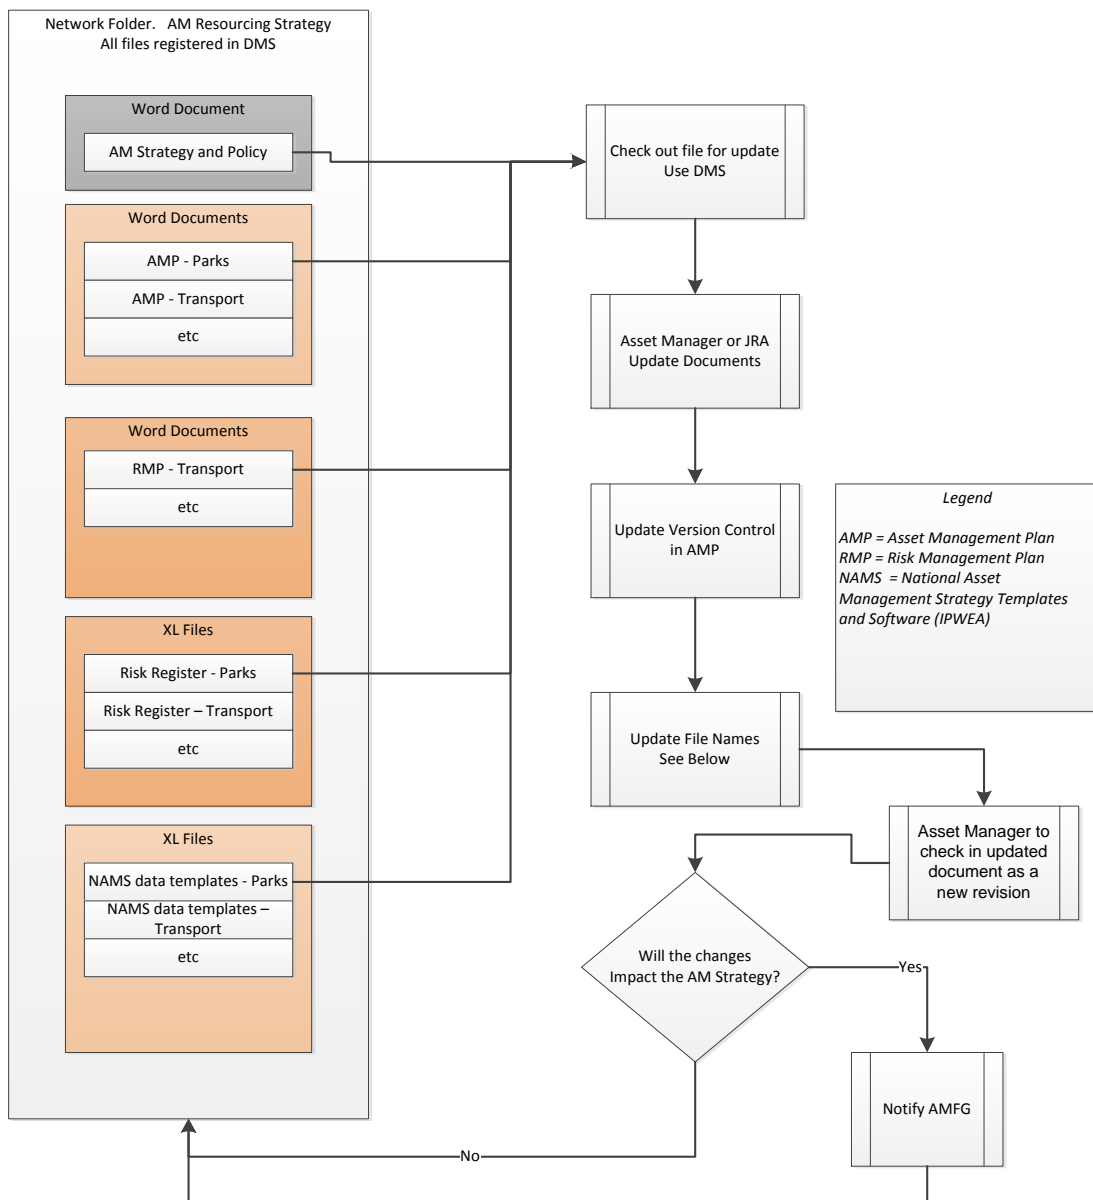 Network Folder.   AM Resourcing Strategy
All files registered in DMS
Word Document
AM Strategy and Policy
Word Documents
AMP - Parks
AMP - Transport
etc
Word Documents
RMP - Transport
etc
XL Files
Risk Register - Parks
Risk Register – Transport
etc
XL Files
NAMS data templates - Parks
NAMS data templates –
Transport
etc
Check out file for update
Use DMS
Asset Manager or JRA
Update Documents
Update Version Control
in AMP
Update File Names
See Below
Asset Manager to
check in updated
document as a
new revision
Will the changes
Impact the AM Strategy?
Yes
No
Notify AMFG
Legend
AMP = Asset Management Plan
RMP = Risk Management Plan
NAMS  = National Asset
Management Strategy Templates
and Software (IPWEA)